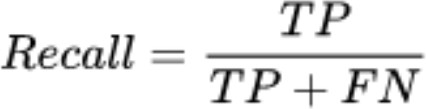 Recall = TP / TP + FN